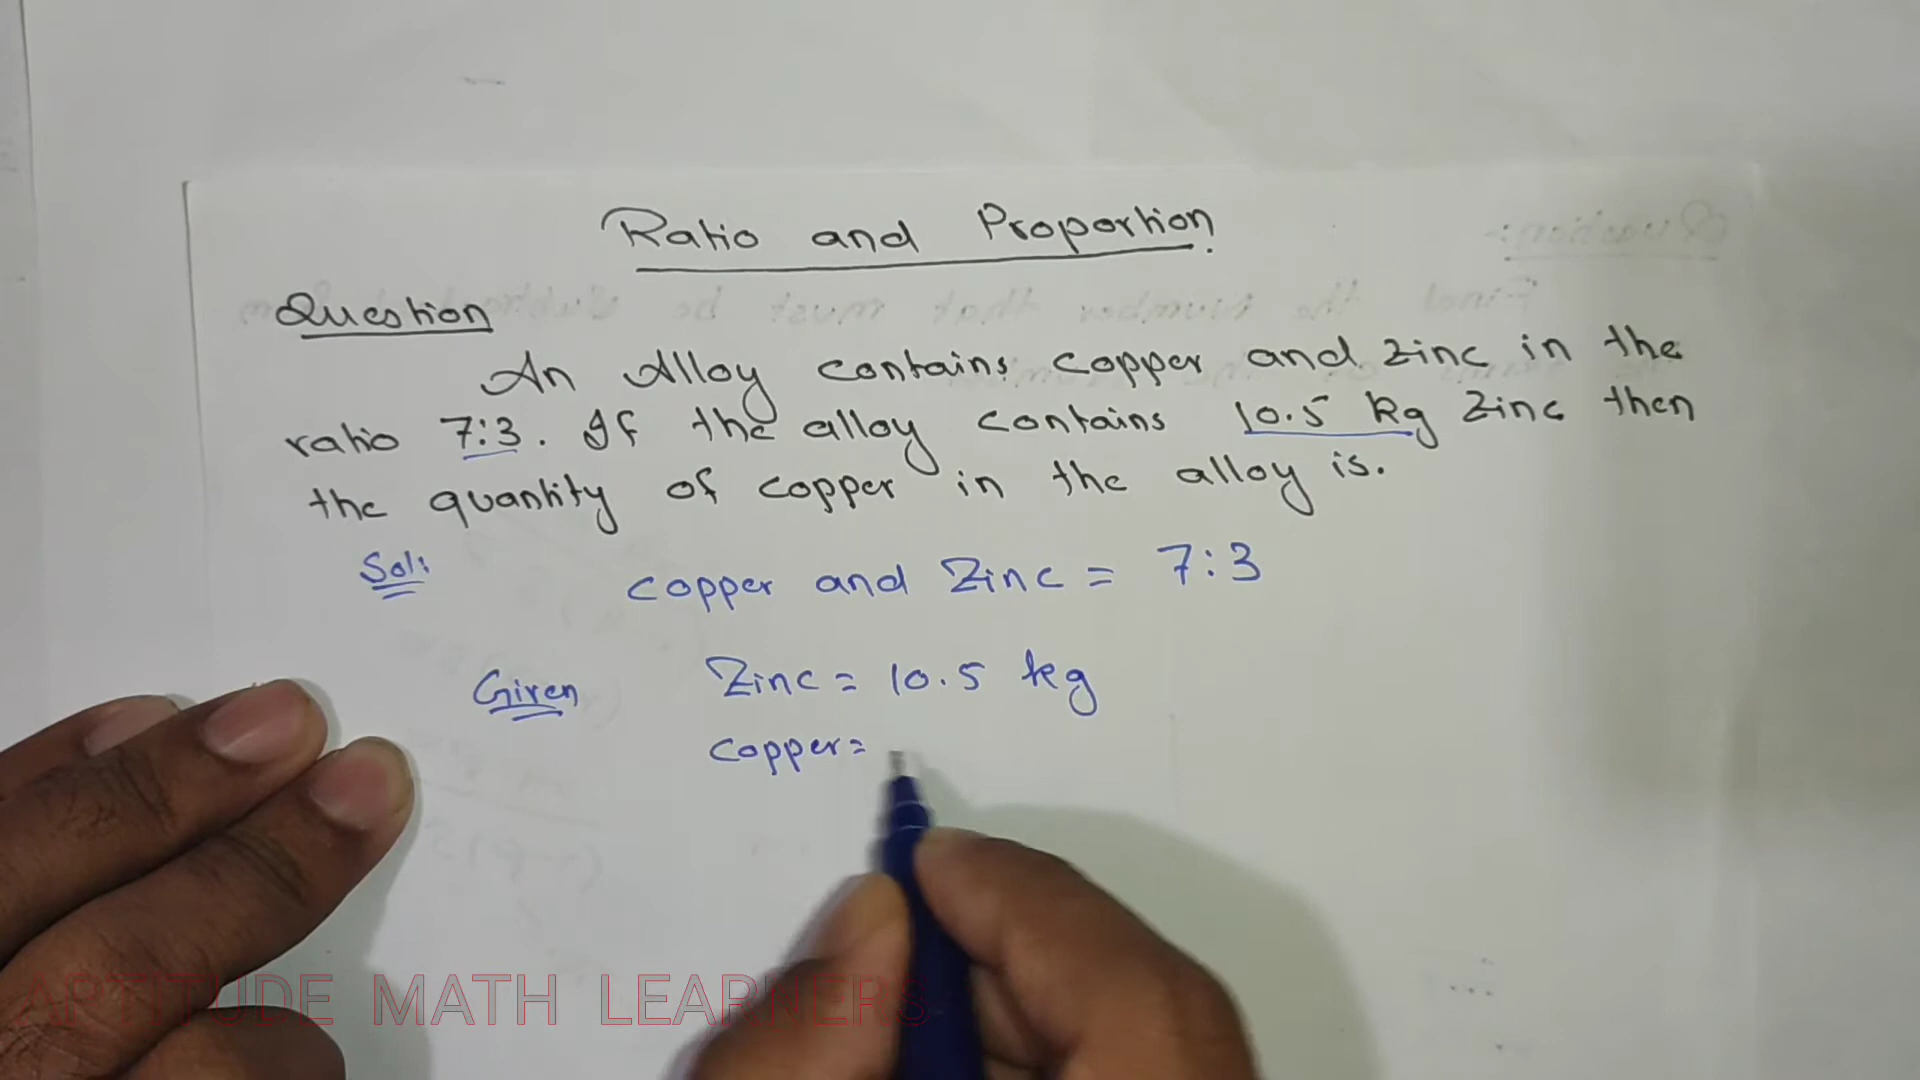 Ratio and Proportion.
Question
An Alloy contains copper and zinc in the
ratio 7:3. If the alloy contains 10.5 kg zinc then
the quantity of copper in the alloy is.
Sol:
copper and Zinc = 7:3
Given Zinc = 10.5 kg
copper=
APTITUDE MATH LEARNERS